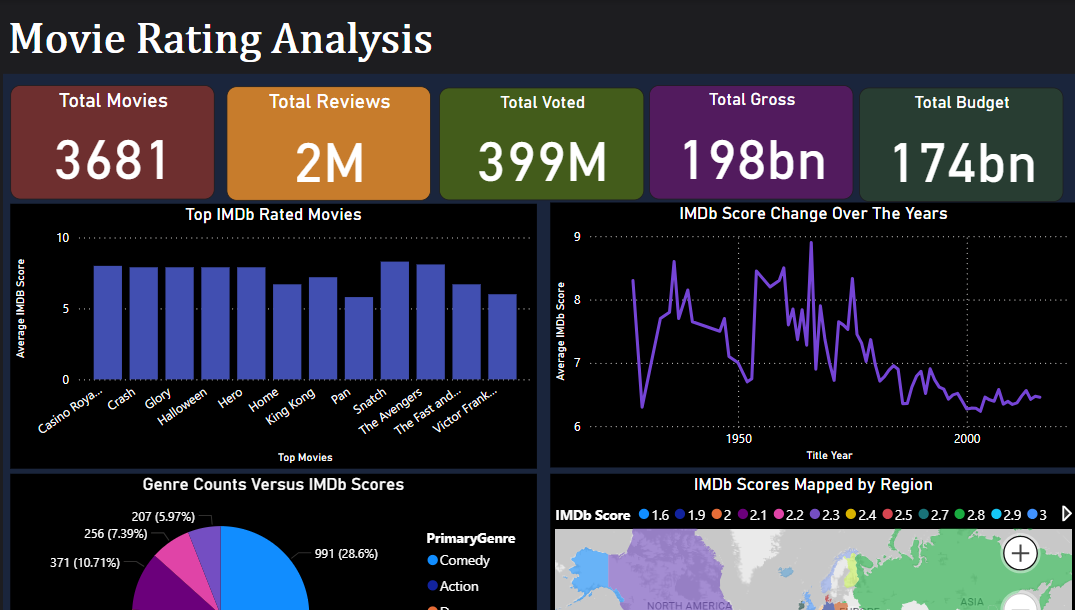 Movie Rating Analysis
Total Movies
3681
Total Reviews
2M
Total Voted
399M
Total Gross
198bn
Total Budget
174bn
Top IMDb Rated Movies
Average IMDB Score
10
5
0
Casino Roya...
Crash
Glory
Halloween
Hero
Home
King Kong
Pan
Snatch
The Avengers
The Fast and...
Victor Frank...
Top Movies
IMDb Score Change Over The Years
Average IMDb Score
9
8
7
6
1950
2000
Title Year
Genre Counts Versus IMDb Scores
207 (5.97%)
256 (7.39%)
371 (10.71%)
991 (28.6%)
PrimaryGenre
Comedy
Action
IMDb Scores Mapped by Region
IMDb Score 1.6 1.9 2 2.1 2.2 2.3 2.4 2.5 2.7 2.8 2.9 3
NORTH AMERICA
EUROPE
ASIA